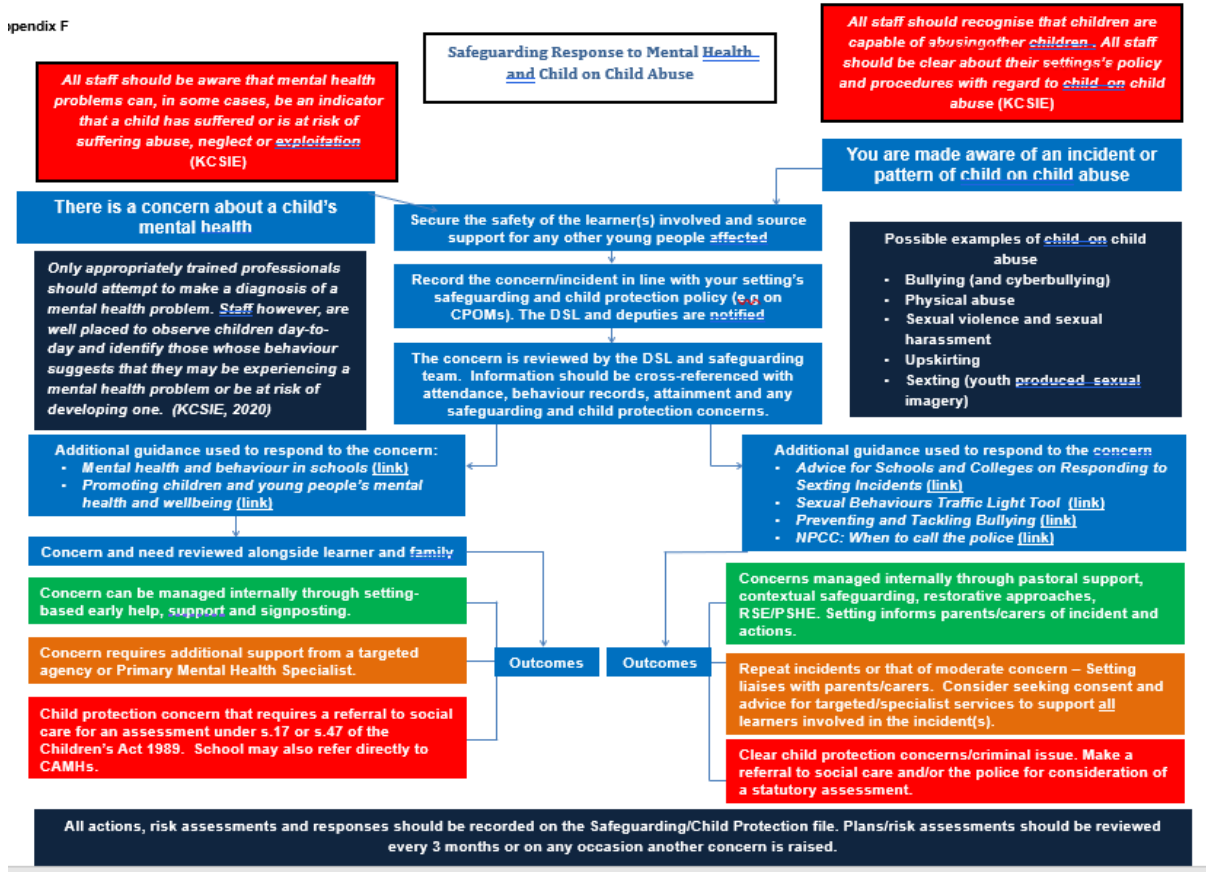 ppendix F
Safeguarding Response to Mental Health
and Child on Child Abuse
All staff should be aware that mental health
problems can, in some cases, be an indicator
that a child has suffered or is at risk of
suffering abuse, neglect or exploitation
(KCSIE)
All staff should recognise that children are
capable of abusingother children . All staff
should be clear about their settings's policy
and procedures with regard to child on child
abuse (KCSIE)
There is a concern about a child's
mental health
You are made aware of an incident or
pattern of child on child abuse
Only appropriately trained professionals
should attempt to make a diagnosis of a
mental health problem. Staff however, are
well placed to observe children day-to-
day and identify those whose behaviour
suggests that they may be experiencing a
mental health problem or be at risk of
developing one. (KCSIE, 2020)
Secure the safety of the learner(s) involved and source
support for any other young people affected
Record the concern/incident in line with your setting's
safeguarding and child protection policy (e.g on
CPOMs). The DSL and deputies are notified
The concern is reviewed by the DSL and safeguarding
team. Information should be cross-referenced with
attendance, behaviour records, attainment and any
safeguarding and child protection concerns.
Possible examples of child on child
abuse
- Bullying (and cyberbullying)
- Physical abuse
- Sexual violence and sexual
harassment
- Upskirting
- Sexting (youth produced sexual
imagery)
Additional guidance used to respond to the concern:
• Mental health and behaviour in schools (link)
• Promoting children and young people's mental
health and wellbeing (link)
Additional guidance used to respond to the concern
• Advice for Schools and Colleges on Responding to
Sexting Incidents (link)
• Sexual Behaviours Traffic Light Tool (link)
• Preventing and Tackling Bullying (link)
• NPCC: When to call the police (link)
Concern and need reviewed alongside learner and family
Concern can be managed internally through setting-
based early help, support and signposting.
Concern requires additional support from a targeted
agency or Primary Mental Health Specialist.
Child protection concern that requires a referral to social
care for an assessment under s.17 or s.47 of the
Children's Act 1989. School may also refer directly to
CAMHs.
Outcomes
Outcomes
Concerns managed internally through pastoral support,
contextual safeguarding, restorative approaches,
RSE/PSHE. Setting informs parents/carers of incident and
actions.
Repeat incidents or that of moderate concern – Setting
liaises with parents/carers. Consider seeking consent and
advice for targeted/specialist services to support all
learners involved in the incident(s).
Clear child protection concerns/criminal issue. Make a
referral to social care and/or the police for consideration of
a statutory assessment.
All actions, risk assessments and responses should be recorded on the Safeguarding/Child Protection file. Plans/risk assessments should be reviewed
every 3 months or on any occasion another concern is raised.